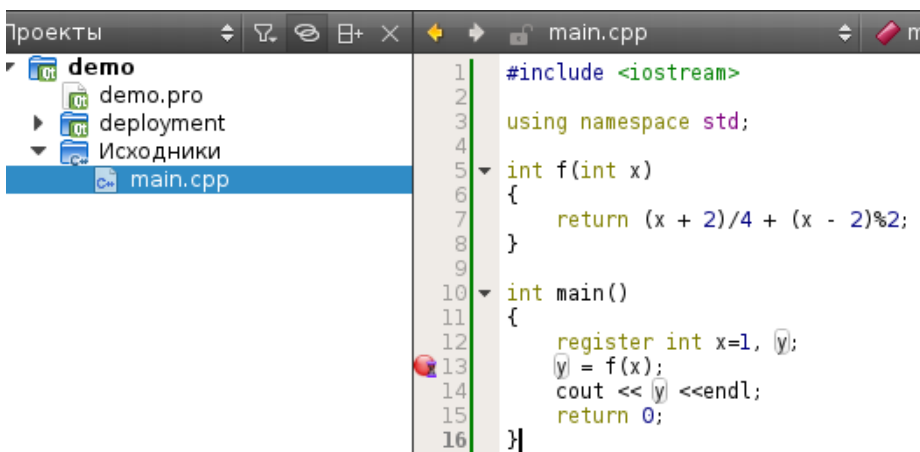 Проекты
main.cpp
demo
demo.pro
deployment
Исходники
main.cpp
1 #include <iostream>
2
3 using namespace std;
4
5 int f(int x)
6 {
7     return (x + 2)/4 + (x - 2)%2;
8 }
9
10 int main()
11 {
12     register int x=1, y;
13     y = f(x);
14     cout << y <<endl;
15     return 0;
16 }